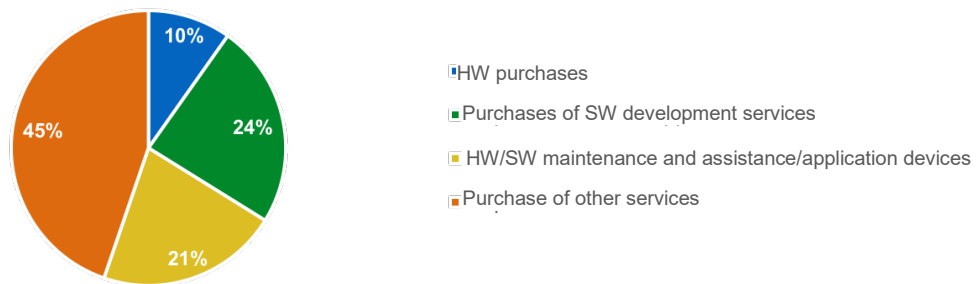 10%
24%
45%
21%
HW purchases
Purchases of SW development services
HW/SW maintenance and assistance/application devices
Purchase of other services